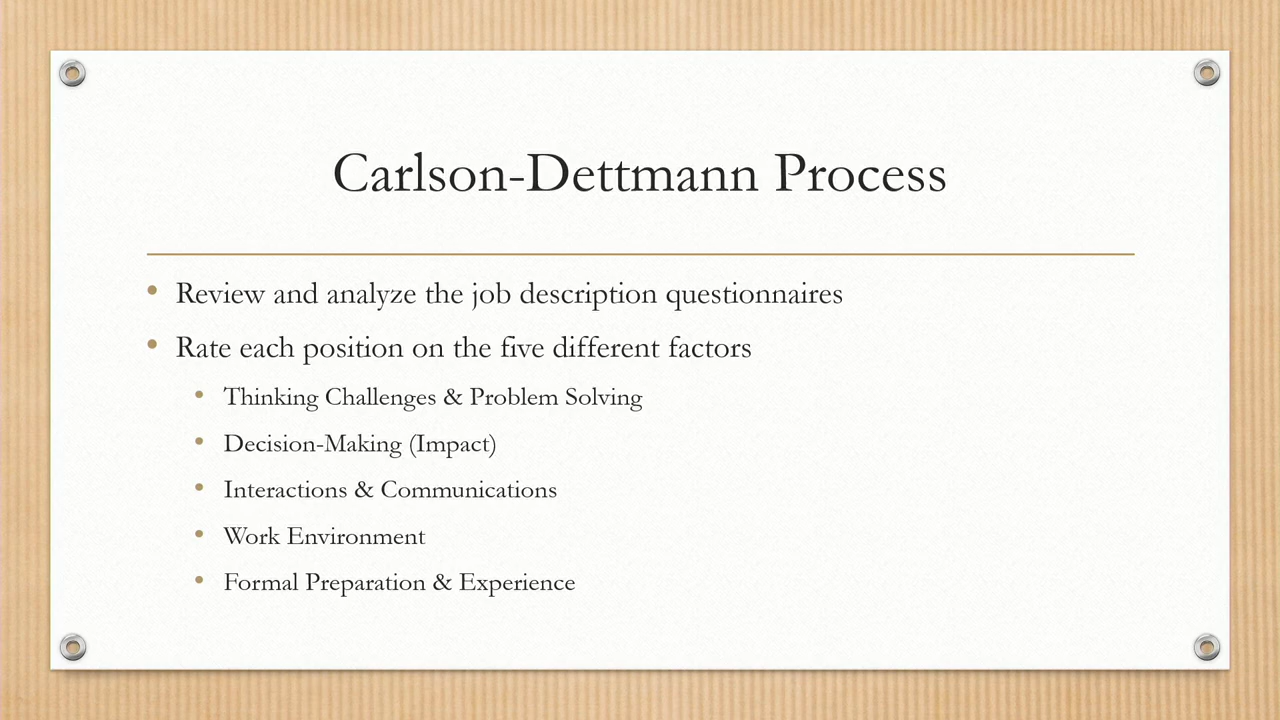 Carlson-Dettmann Process
• Review and analyze the job description questionnaires
• Rate each position on the five different factors
• Thinking Challenges & Problem Solving
• Decision-Making (Impact)
• Interactions & Communications
• Work Environment
• Formal Preparation & Experience